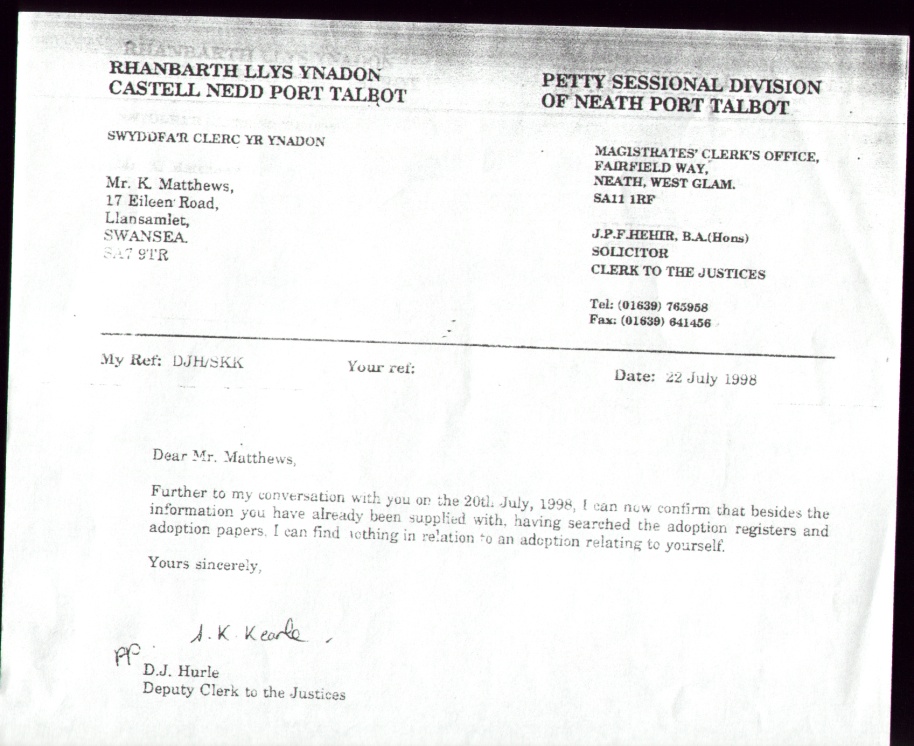 RHANBARTH LLYS YNADON
CASTELL NEDD PORT TALBOT
PETTY SESSIONAL DIVISION
OF NEATH PORT TALBOT
SWYDDFA'R CLERC YR YNADON
MAGISTRATES' CLERK'S OFFICE,
FAIRFIELD WAY,
NEATH, WEST GLAM.
SA11 1RF
Mr. K. Matthews,
17 Eileen Road,
Llansamlet,
SWANSEA.
SA7 9TR
J.P.F.HEHIR, B.A.(Hons)
SOLICITOR
CLERK TO THE JUSTICES
Tel: (01639) 765958
Fax: (01639) 641456
My Ref: DJH/SKK
Your ref:
Date: 22 July 1998
Dear Mr. Matthews,
Further to my conversation with you on the 20th July, 1998, I can now confirm that besides the
information you have already been supplied with, having searched the adoption registers and
adoption papers, I can find nothing in relation to an adoption relating to yourself.
Yours sincerely,
S. K. Kearle
pp
D.J. Hurle
Deputy Clerk to the Justices